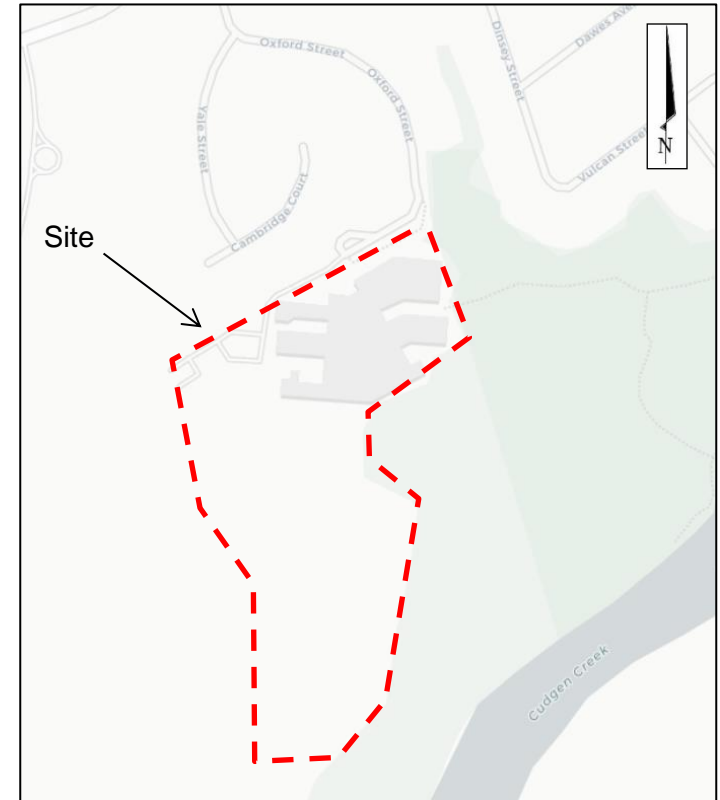 Oxford Street
Oxford Street
Dinsey Street
Dawes Ave
Yale Street
Vulcan Street
N
Cambridge Court
Site
Cudgen Creek